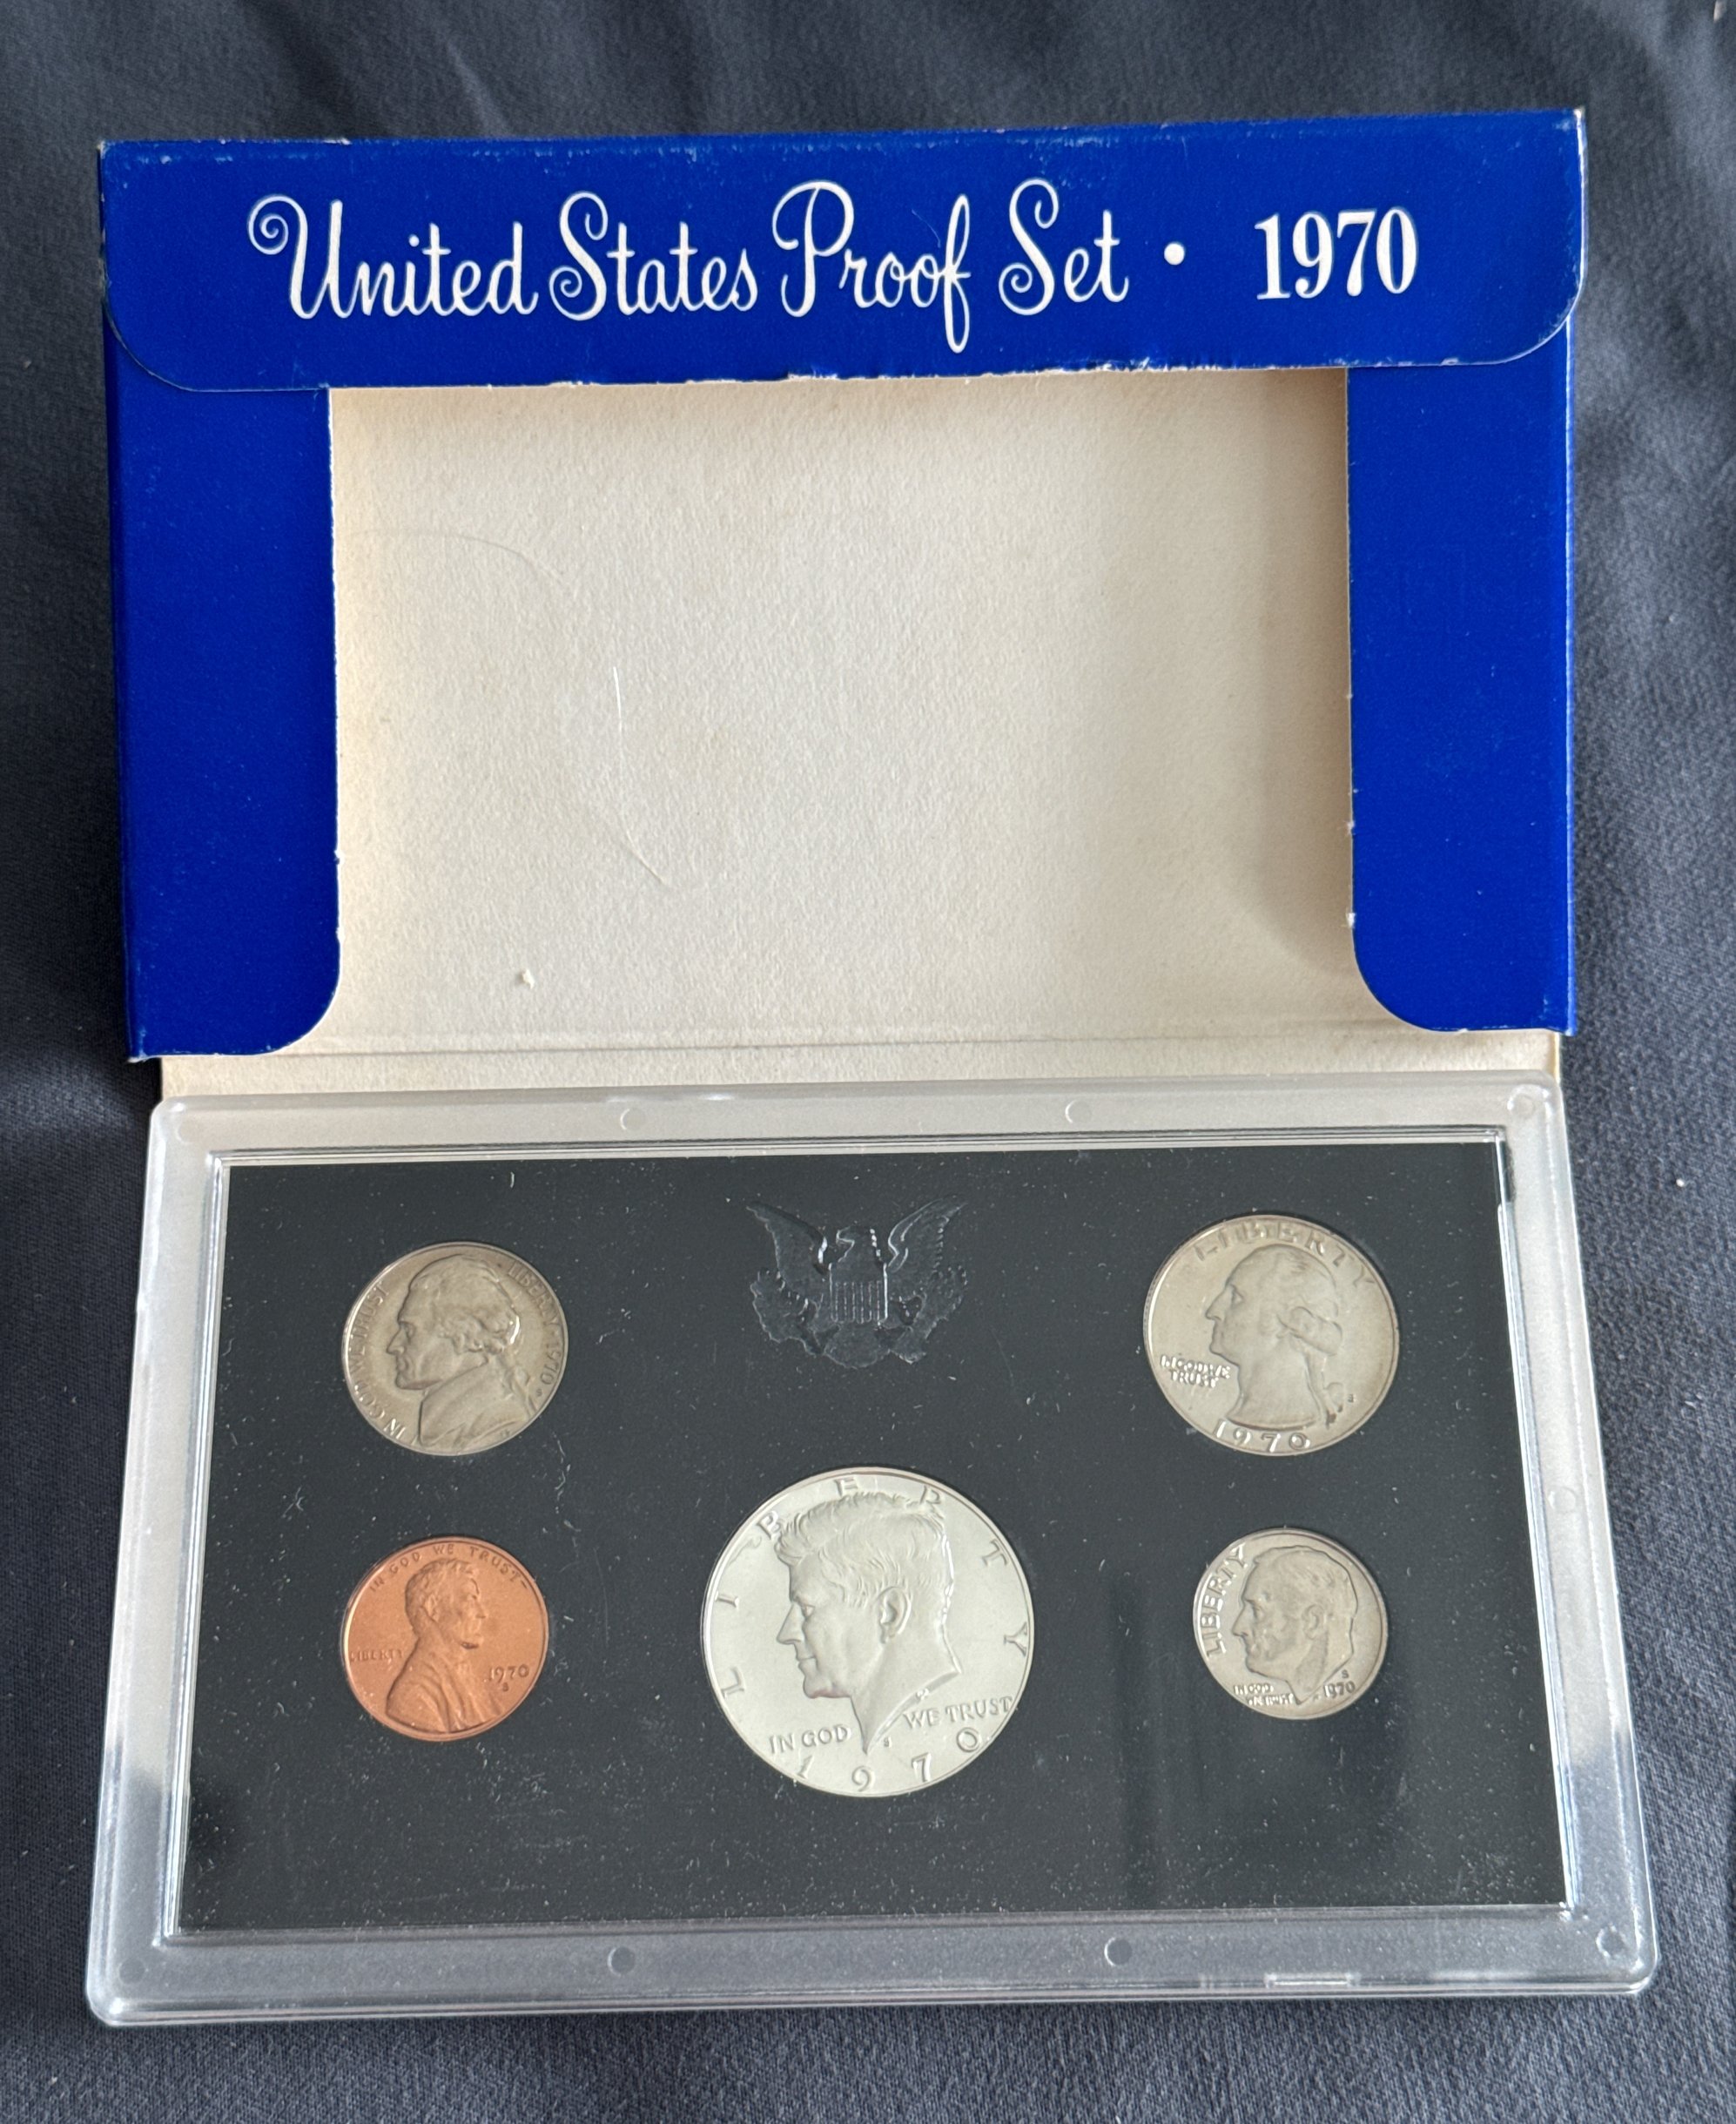 United States Proof Set • 1970
IN GOD WE TRUST
LIBERTY • 1970
LIBERTY
IN GOD WE
TRUST
1970
IN GOD WE TRUST
LIBERTY
1970
S
LIBERTY
IN GOD WE TRUST
1970
LIBERTY
IN GOD
WE TRUST
S
1970